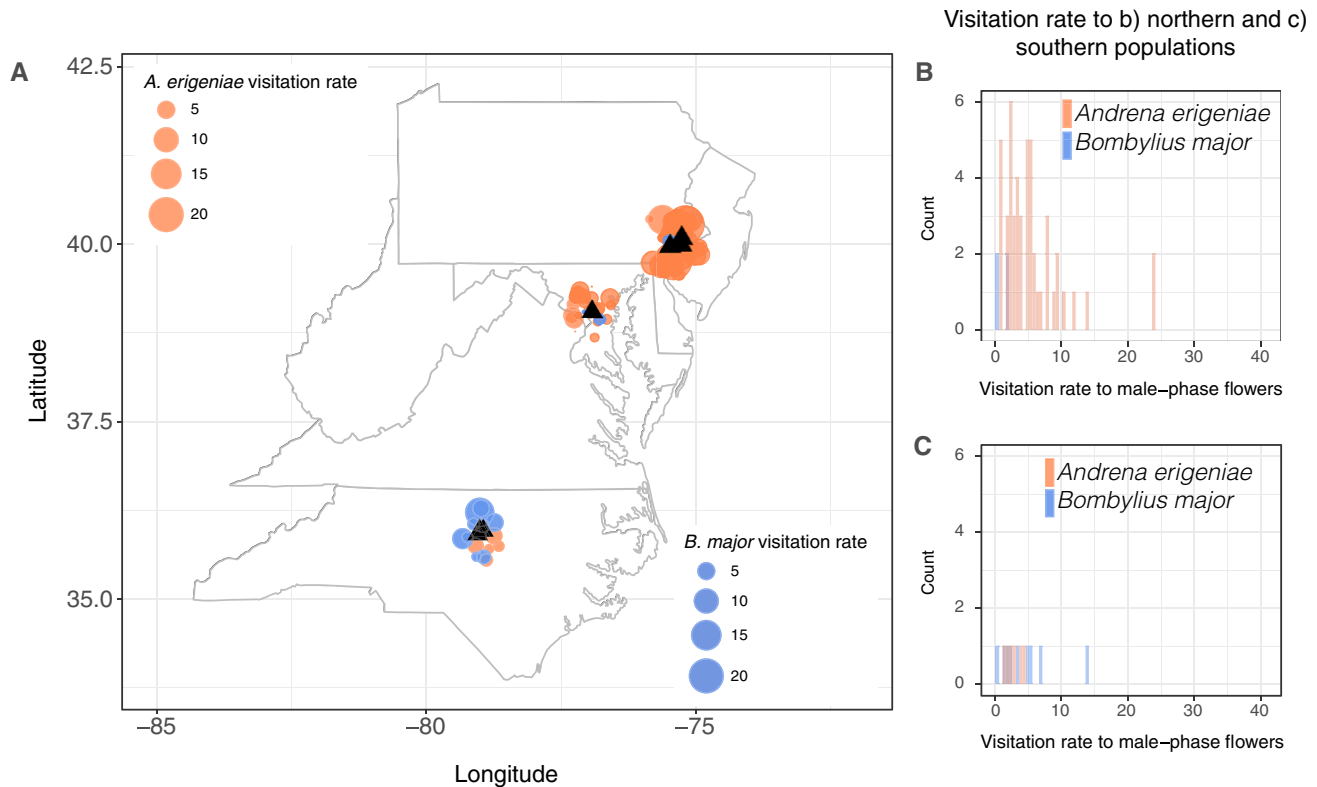 Visitation rate to b) northern and c)
southern populations
A
42.5
40.0
37.5
35.0
Latitude
−85
−80
−75
Longitude
A. erigeniae visitation rate
5
10
15
20
B. major visitation rate
5
10
15
20
B
6
4
2
0
Count
Andrena erigeniae
Bombylius major
0
10
20
30
40
Visitation rate to male−phase flowers
C
6
4
2
0
Count
Andrena erigeniae
Bombylius major
0
10
20
30
40
Visitation rate to male−phase flowers